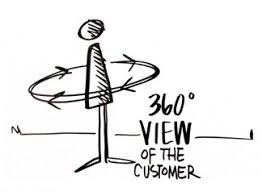 360°
VIEW
OF THE
CUSTOMER